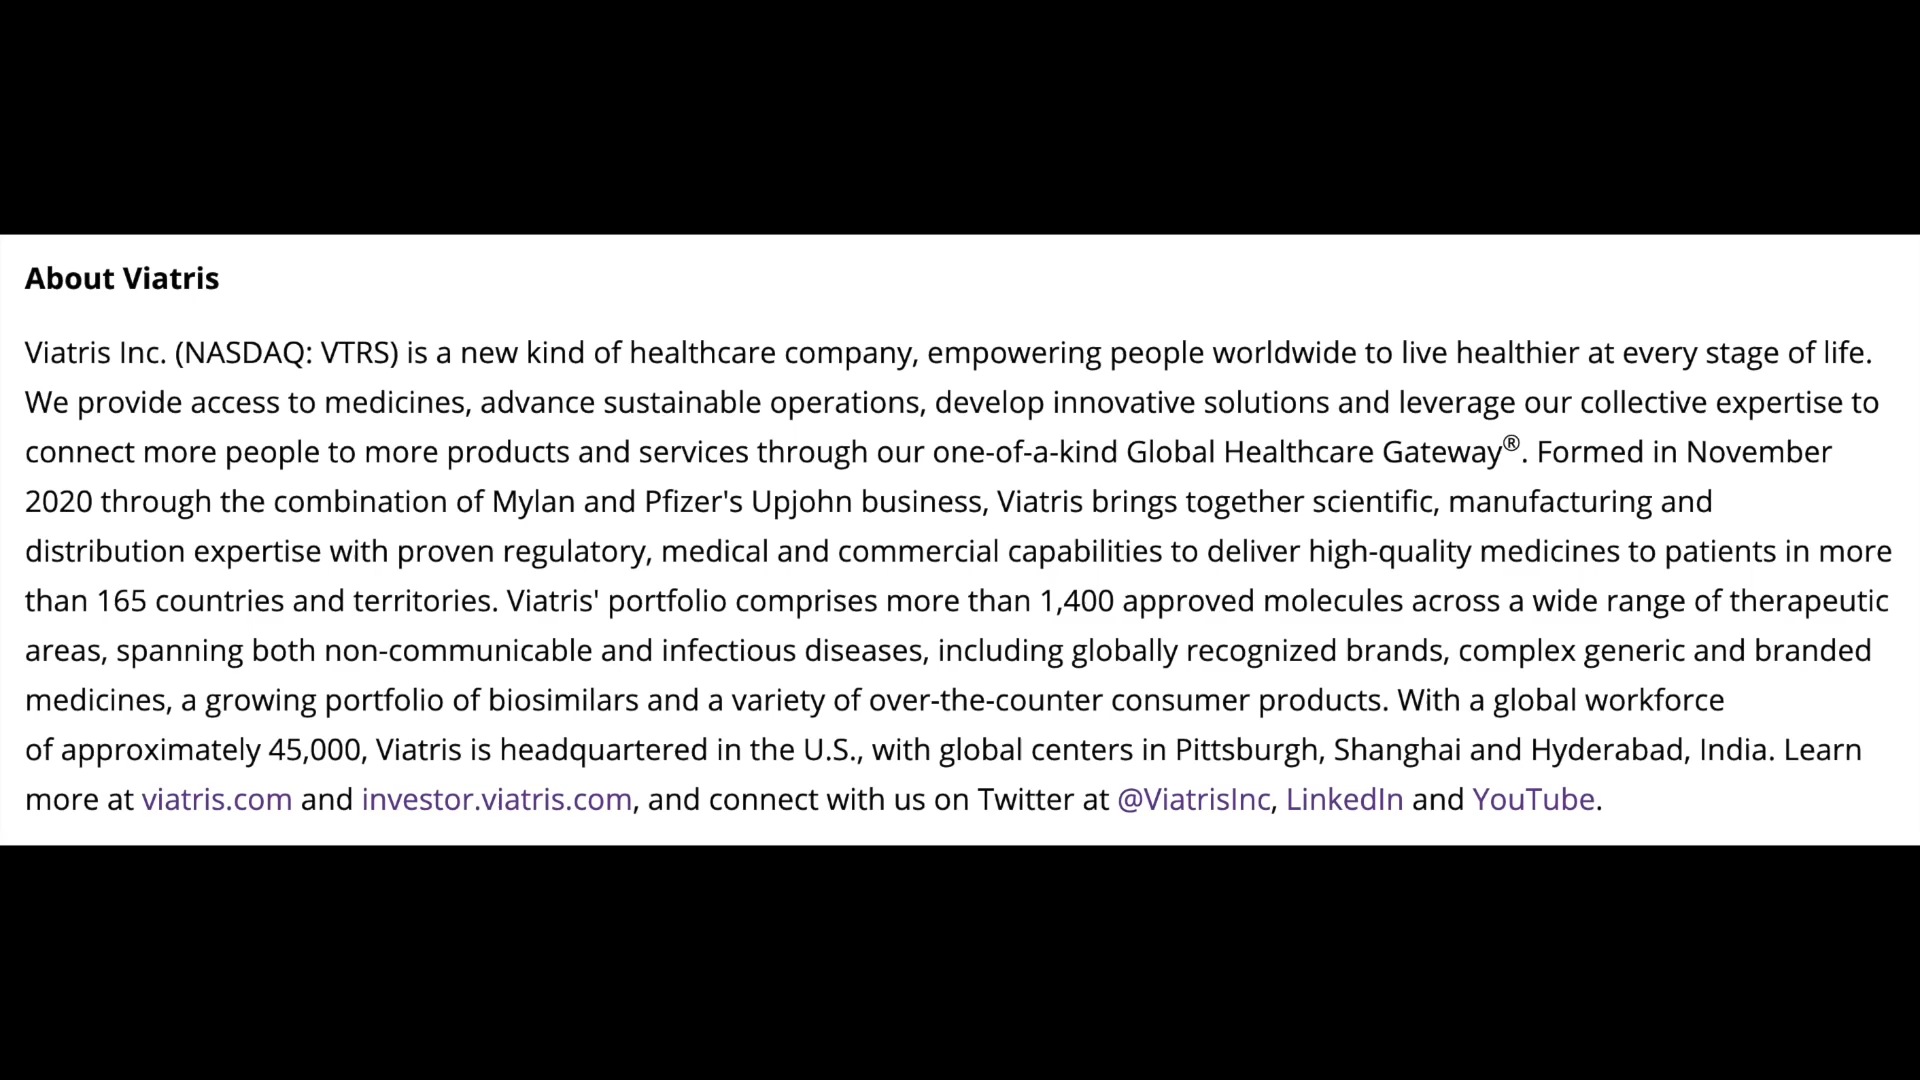 About Viatris
Viatris Inc. (NASDAQ: VTRS) is a new kind of healthcare company, empowering people worldwide to live healthier at every stage of life.
We provide access to medicines, advance sustainable operations, develop innovative solutions and leverage our collective expertise to
connect more people to more products and services through our one-of-a-kind Global Healthcare Gateway®. Formed in November
2020 through the combination of Mylan and Pfizer's Upjohn business, Viatris brings together scientific, manufacturing and
distribution expertise with proven regulatory, medical and commercial capabilities to deliver high-quality medicines to patients in more
than 165 countries and territories. Viatris' portfolio comprises more than 1,400 approved molecules across a wide range of therapeutic
areas, spanning both non-communicable and infectious diseases, including globally recognized brands, complex generic and branded
medicines, a growing portfolio of biosimilars and a variety of over-the-counter consumer products. With a global workforce
of approximately 45,000, Viatris is headquartered in the U.S., with global centers in Pittsburgh, Shanghai and Hyderabad, India. Learn
more at viatris.com and investor.viatris.com, and connect with us on Twitter at @ViatrisInc, LinkedIn and YouTube.